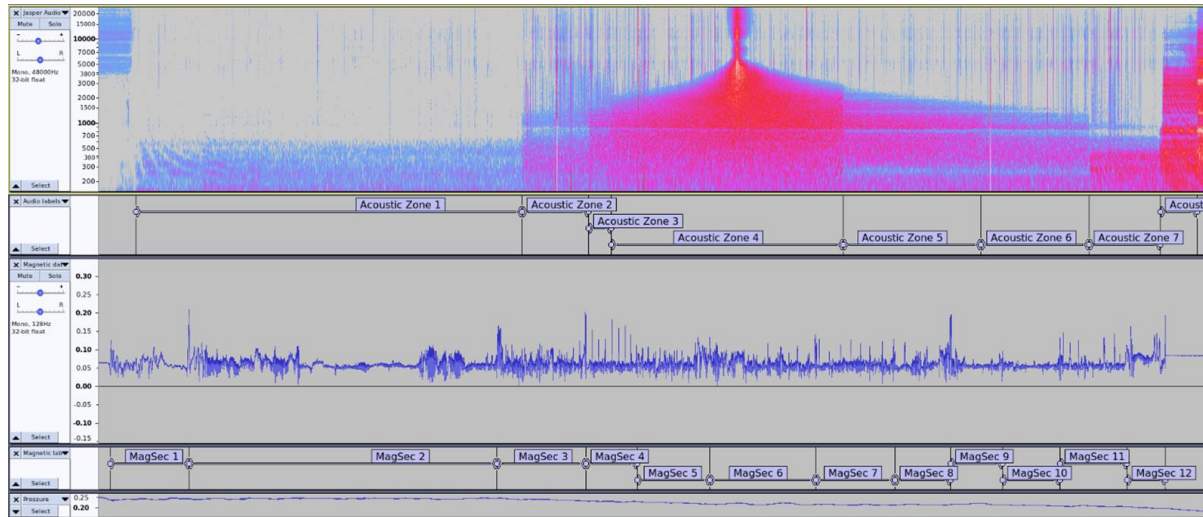 Jasper Audio
Mute Solo
- +
L R
Mono, 48000Hz
32-bit float
Select
20000
15000
10000
7000
5000
3000
2000
1000
700
500
380
300
200
Audio labels
Select
Acoustic Zone 1
Acoustic Zone 2
Acoustic Zone 3
Acoustic Zone 4
Acoustic Zone 5
Acoustic Zone 6
Acoustic Zone 7
Acoust
Magnetic dat
Mute Solo
- +
L R
Mono, 128Hz
32-bit float
Select
0.30
0.25
0.20
0.15
0.10
0.05
0.00
-0.05
-0.10
-0.15
Magnetic lab
Select
MagSec 1
MagSec 2
MagSec 3
MagSec 4
MagSec 5
MagSec 6
MagSec 7
MagSec 8
MagSec 9
MagSec 10
MagSec 11
MagSec 12
Pressure
Select
0.25
0.20